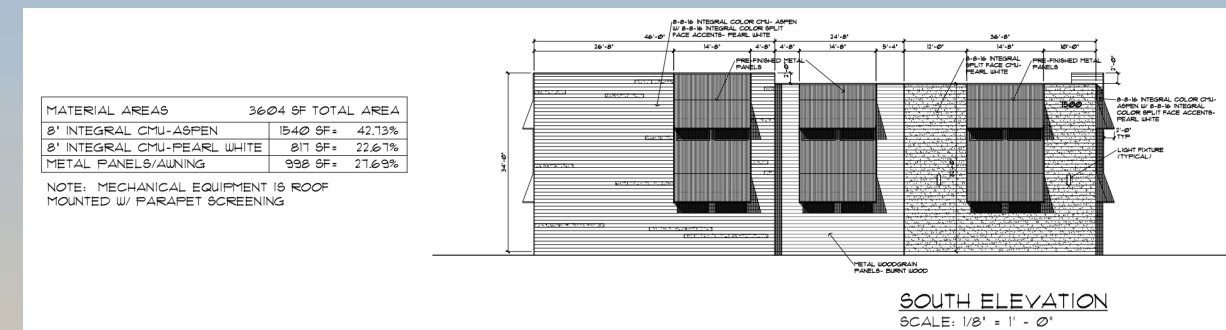 MATERIAL AREAS 3604 SF TOTAL AREA
8" INTEGRAL CMU-ASPEN 1540 SF= 42.73%
8" INTEGRAL CMU-PEARL WHITE 817 SF= 22.67%
METAL PANELS/AWNING 998 SF= 27.69%
NOTE: MECHANICAL EQUIPMENT IS ROOF
MOUNTED W/ PARAPET SCREENING
8-8-16 INTEGRAL COLOR CMU- ASPEN
W/ 8-8-16 INTEGRAL COLOR SPLIT
FACE ACCENTS- PEARL WHITE
46'-0"
24'-8"
36'-8"
26'-8"
14'-8"
4'-8"
4'-8"
14'-8"
5'-4"
12'-0"
14'-8"
10'-0"
PRE-FINISHED METAL
PANELS
2'-0"
8-8-16 INTEGRAL
SPLIT FACE CMU-
PEARL WHITE
PRE-FINISHED METAL
PANELS
2'-0"
1500
8-8-16 INTEGRAL COLOR CMU-
ASPEN W/ 8-8-16 INTEGRAL
COLOR SPLIT FACE ACCENTS-
PEARL WHITE
2'-0"
TYP
LIGHT FIXTURE
(TYPICAL)
34'-0"
METAL WOODGRAIN
PANELS- BURNT WOOD
SOUTH ELEVATION
SCALE: 1/8" = 1' - 0"